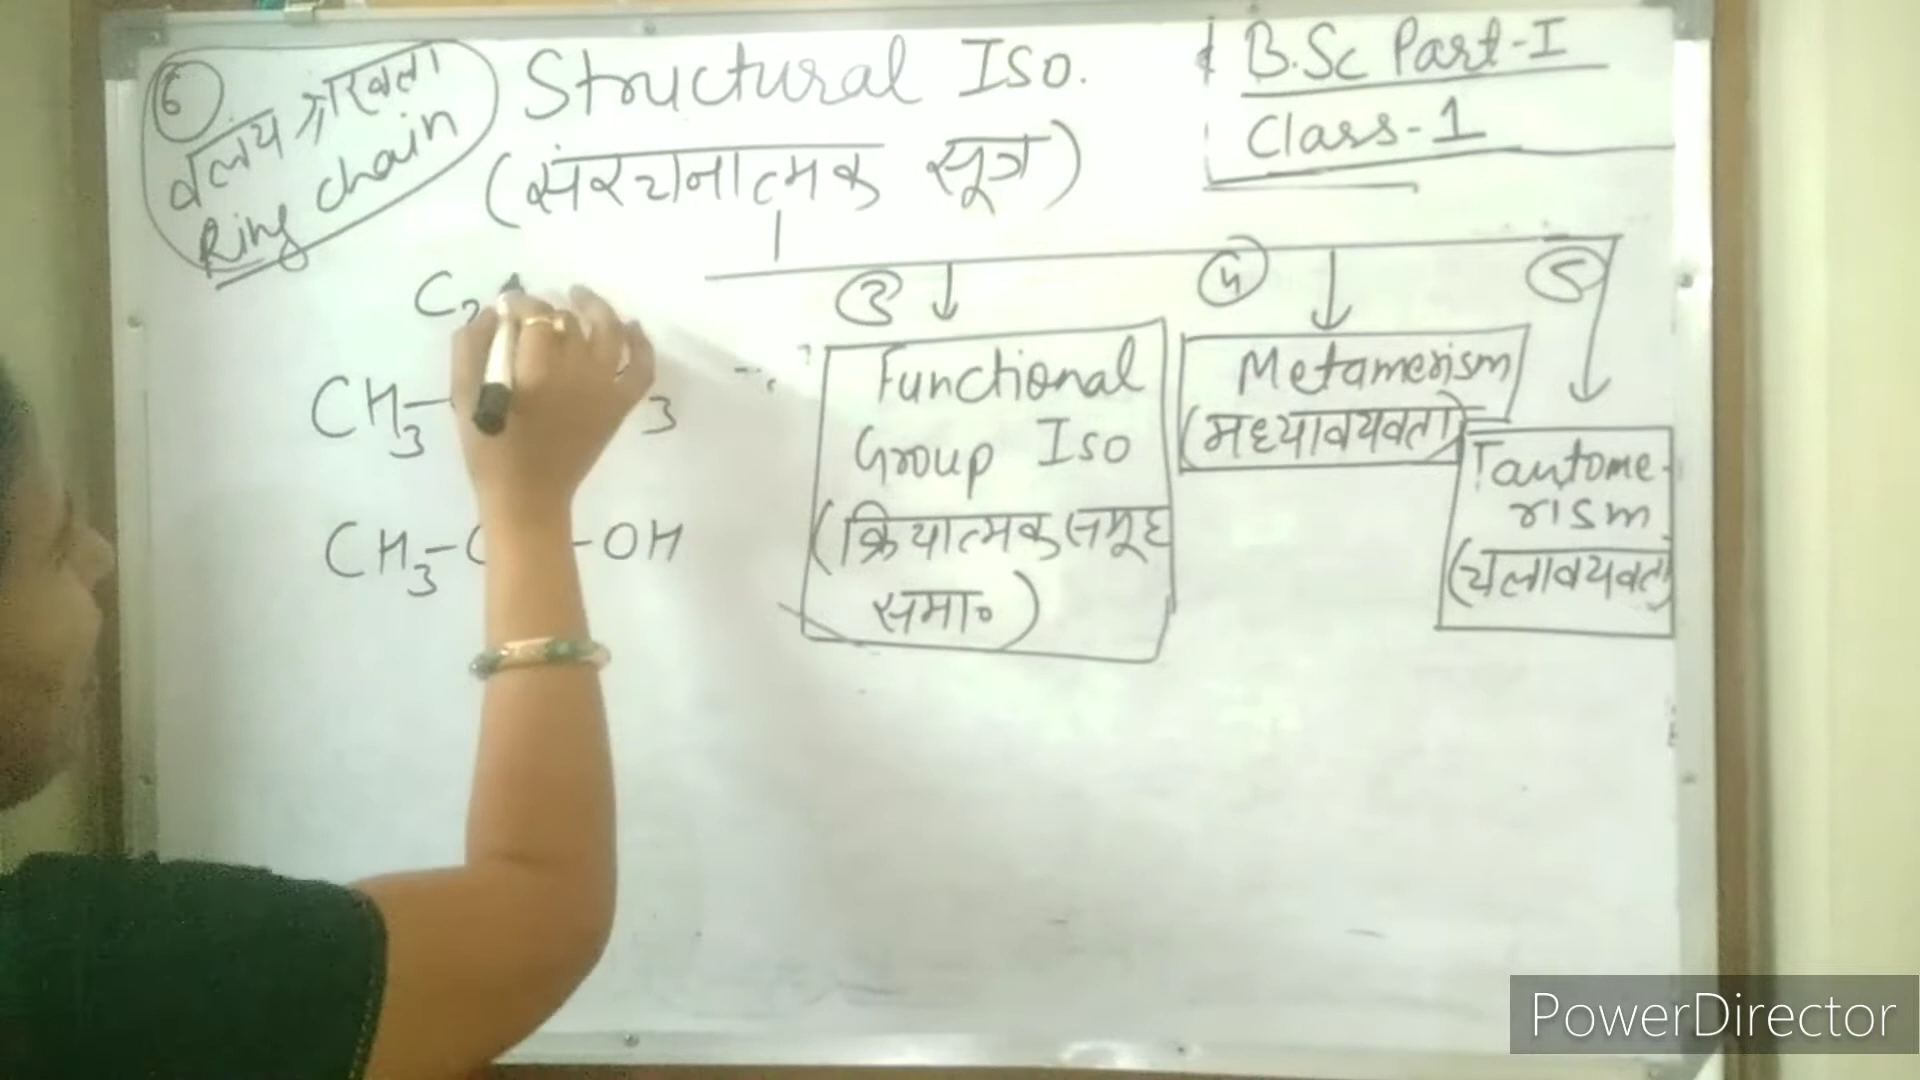 6
वलय श्रृंखला
Ring chain
Structural Iso.
(संरचनात्मक सूत्र)
B.Sc Part-I
Class-1
C2
CH3-
3
CH3-C
-OH
3
Functional
Group Iso
(क्रियात्मक समूह
समा०)
4
Metamerism
(मध्यावयवता)
5
Tautome-
rism
(चलावयवता
PowerDirector